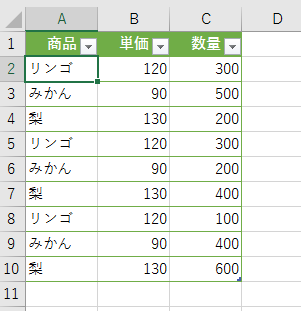 A B C D
1 商品 単価 数量
2 リンゴ 120 300
3 みかん 90 500
4 梨 130 200
5 リンゴ 120 300
6 みかん 90 200
7 梨 130 400
8 リンゴ 120 100
9 みかん 90 400
10 梨 130 600
11